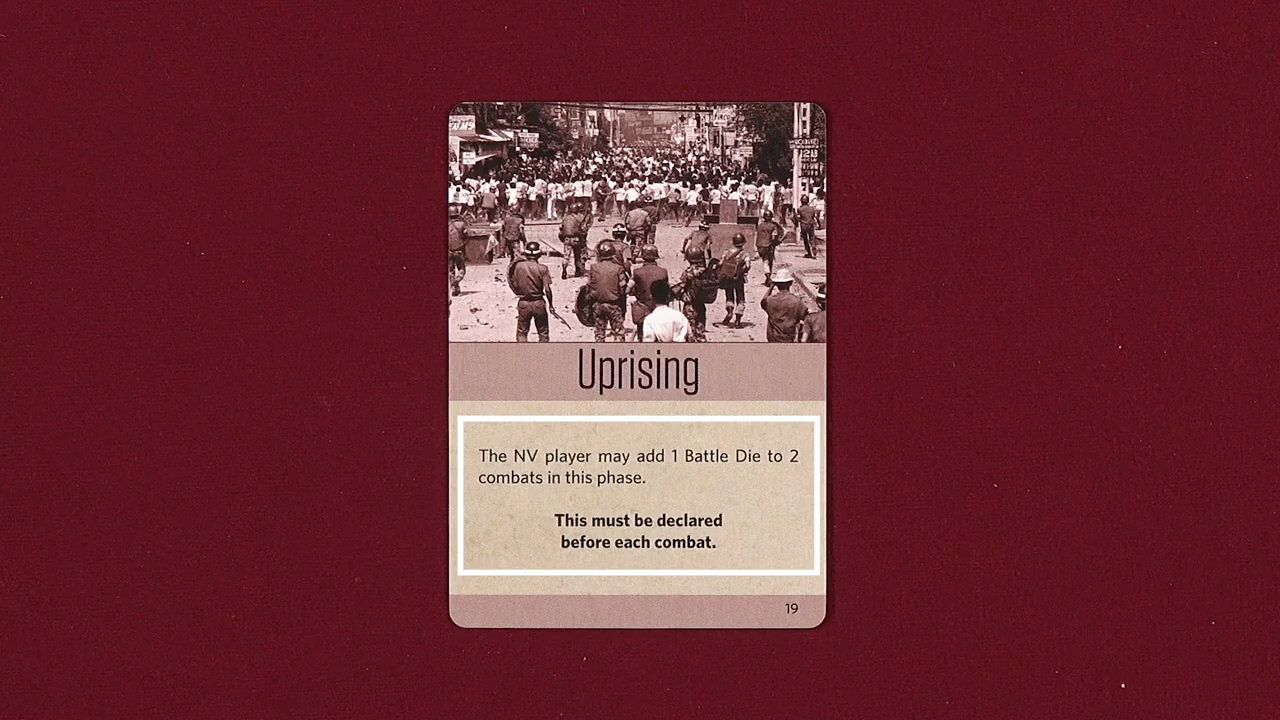 Uprising
The NV player may add 1 Battle Die to 2
combats in this phase.
This must be declared
before each combat.
19